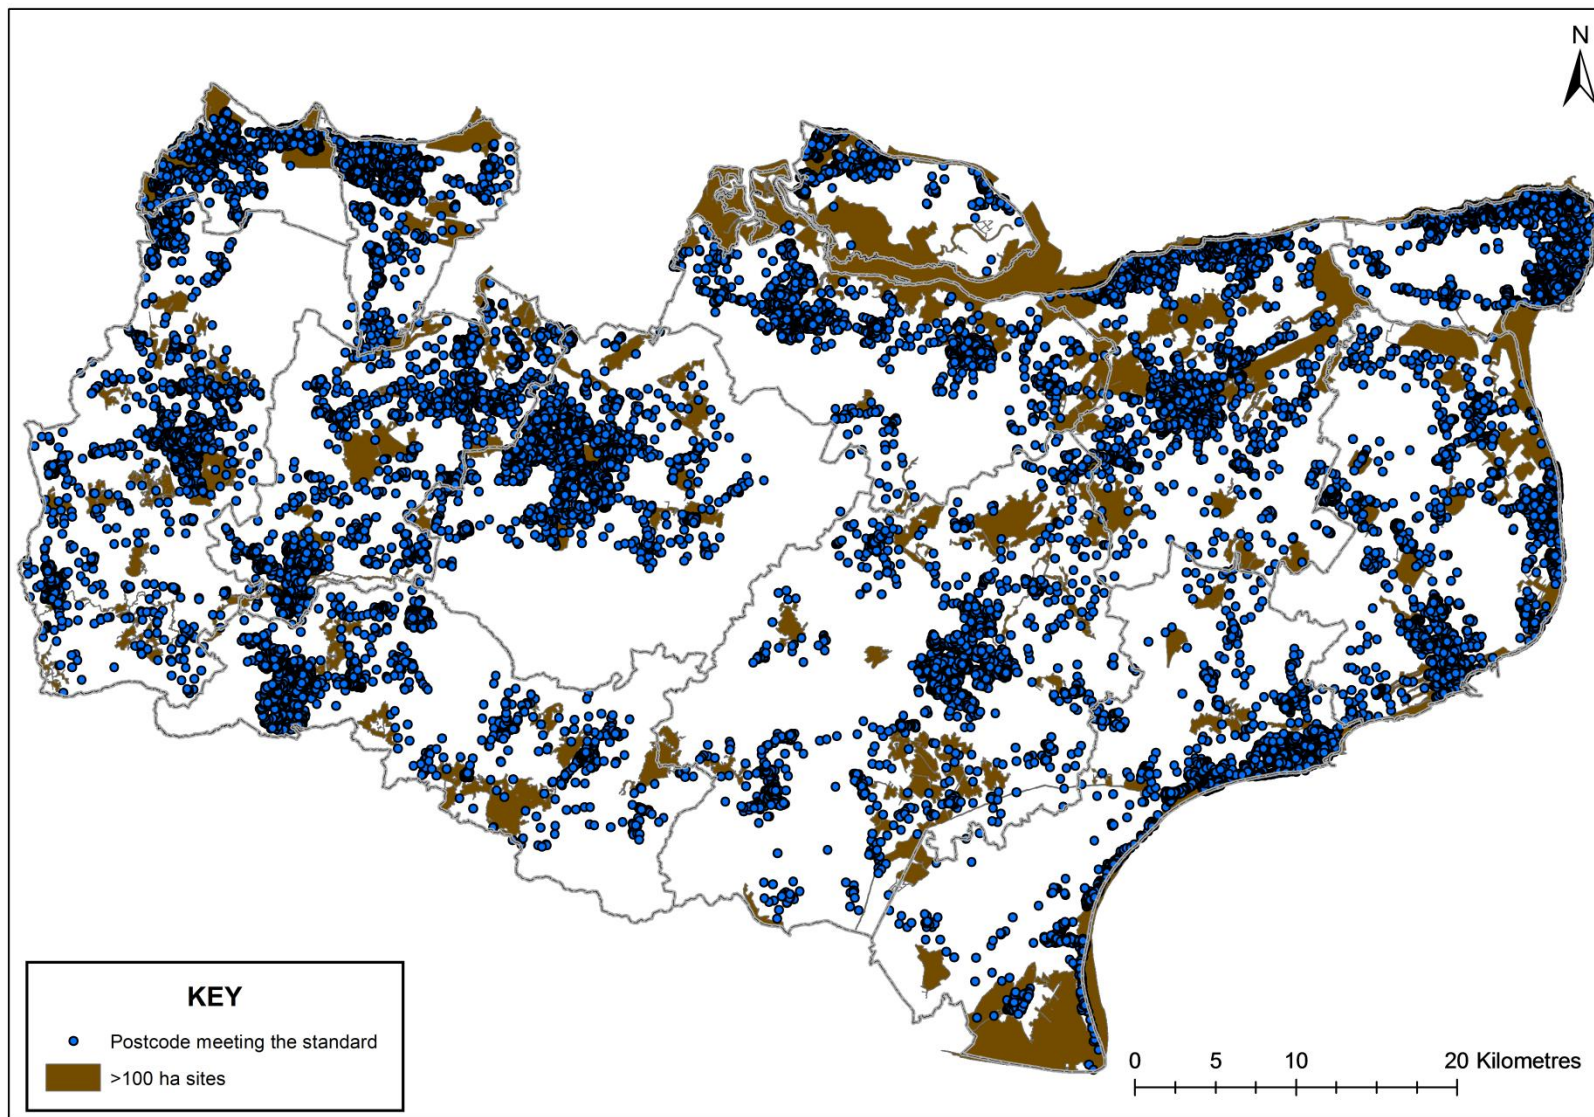 N
KEY
Postcode meeting the standard
>100 ha sites
0 5 10 20 Kilometres